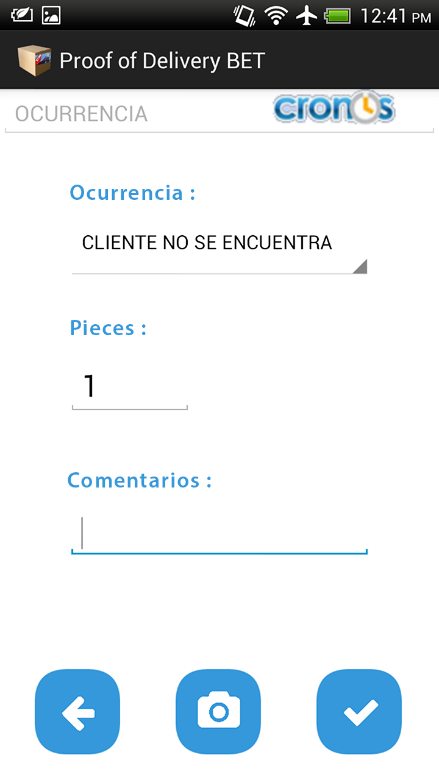 12:41 PM
Proof of Delivery BET
OCURRENCIA
cronos
Ocurrencia :
CLIENTE NO SE ENCUENTRA
Pieces :
1
Comentarios :